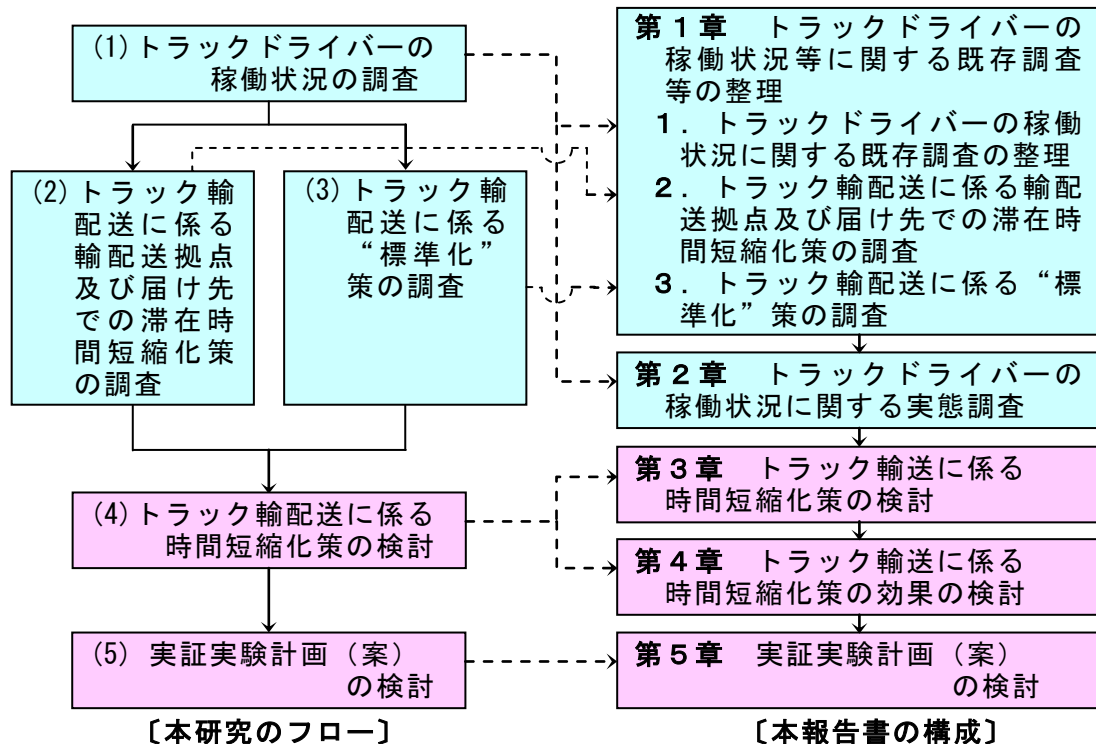 (1)トラックドライバーの
稼働状況の調査
(2)トラック輸
配送に係る
輸配送拠点
及び届け先
での滞在時
間短縮化策
の調査
(3)トラック輸
配送に係る
“標準化”
策の調査
(4)トラック輸配送に係る
時間短縮化策の検討
(5) 実証実験計画（案）
の検討
〔本研究のフロー〕
第１章 トラックドライバーの
稼働状況等に関する既存調査
等の整理
１．トラックドライバーの稼働
状況に関する既存調査の整理
２．トラック輸配送に係る輸配
送拠点及び届け先での滞在時
間短縮化策の調査
３．トラック輸配送に係る“標
準化”策の調査
第２章 トラックドライバーの
稼働状況に関する実態調査
第３章 トラック輸送に係る
時間短縮化策の検討
第４章 トラック輸送に係る
時間短縮化策の効果の検討
第５章 実証実験計画（案）
の検討
〔本報告書の構成〕